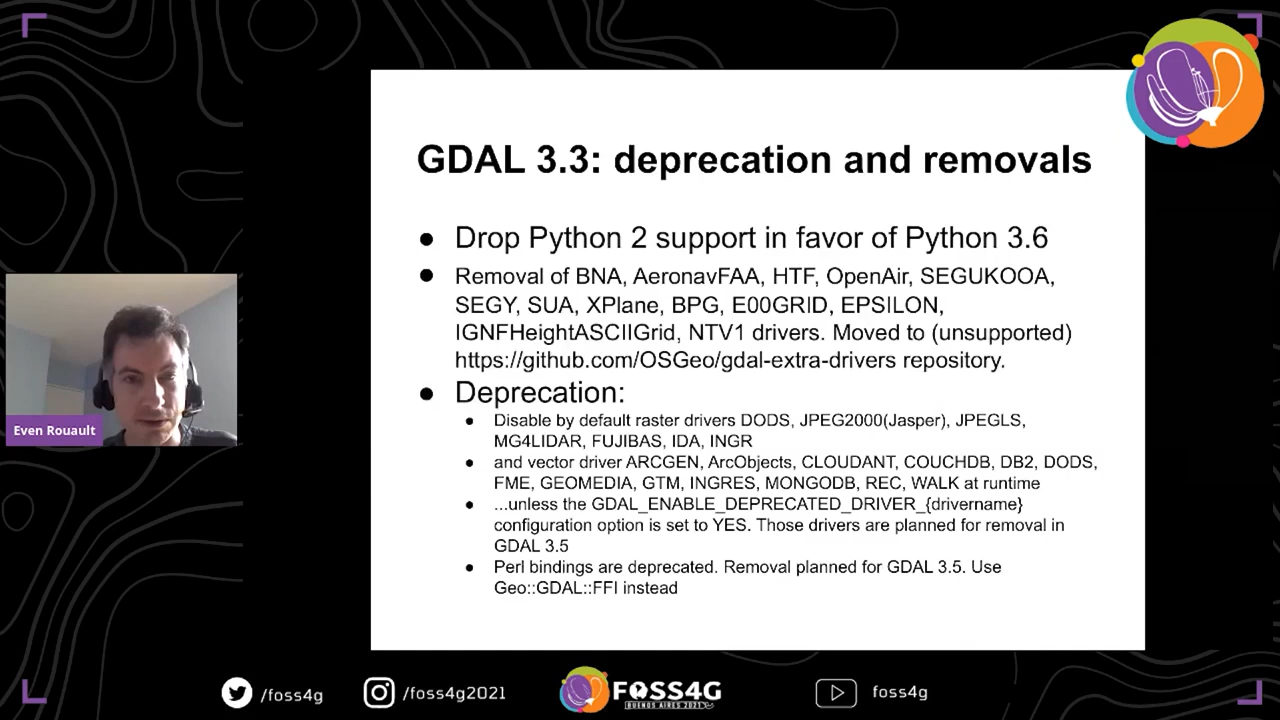 GDAL 3.3: deprecation and removals
● Drop Python 2 support in favor of Python 3.6
● Removal of BNA, AeronavFAA, HTF, OpenAir, SEGUKOOA,
SEGY, SUA, XPlane, BPG, E00GRID, EPSILON,
IGNFHeightASCIIGrid, NTV1 drivers. Moved to (unsupported)
https://github.com/OSGeo/gdal-extra-drivers repository.
● Deprecation:
● Disable by default raster drivers DODS, JPEG2000(Jasper), JPEGLS,
MG4LIDAR, FUJIBAS, IDA, INGR
● and vector driver ARCGEN, ArcObjects, CLOUDANT, COUCHDB, DB2, DODS,
FME, GEOMEDIA, GTM, INGRES, MONGODB, REC, WALK at runtime
● ...unless the GDAL_ENABLE_DEPRECATED_DRIVER_{drivername}
configuration option is set to YES. Those drivers are planned for removal in
GDAL 3.5
● Perl bindings are deprecated. Removal planned for GDAL 3.5. Use
Geo::GDAL::FFI instead
Even Rouault
/foss4g
/foss4g2021
FOSS4G
BUENOS AIRES 2021
foss4g